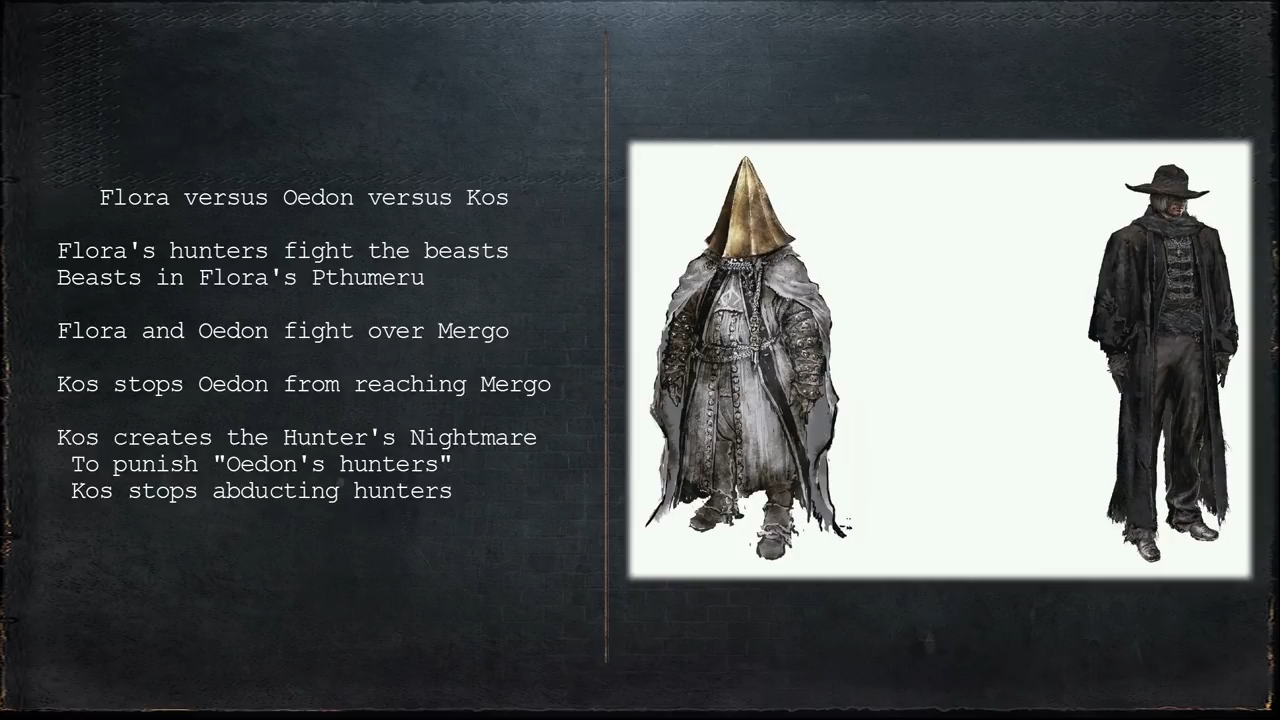 Flora versus Oedon versus Kos
Flora's hunters fight the beasts
Beasts in Flora's Pthumeru
Flora and Oedon fight over Mergo
Kos stops Oedon from reaching Mergo
Kos creates the Hunter's Nightmare
To punish "Oedon's hunters"
Kos stops abducting hunters